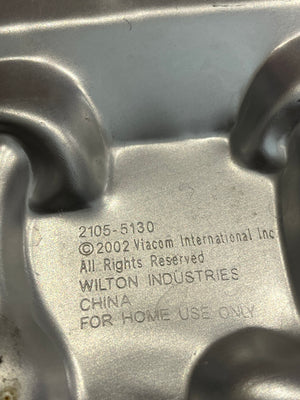 2105-5130
©2002 Viacom International Inc
All Rights Reserved
WILTON INDUSTRIES
CHINA
FOR HOME USE ONLY